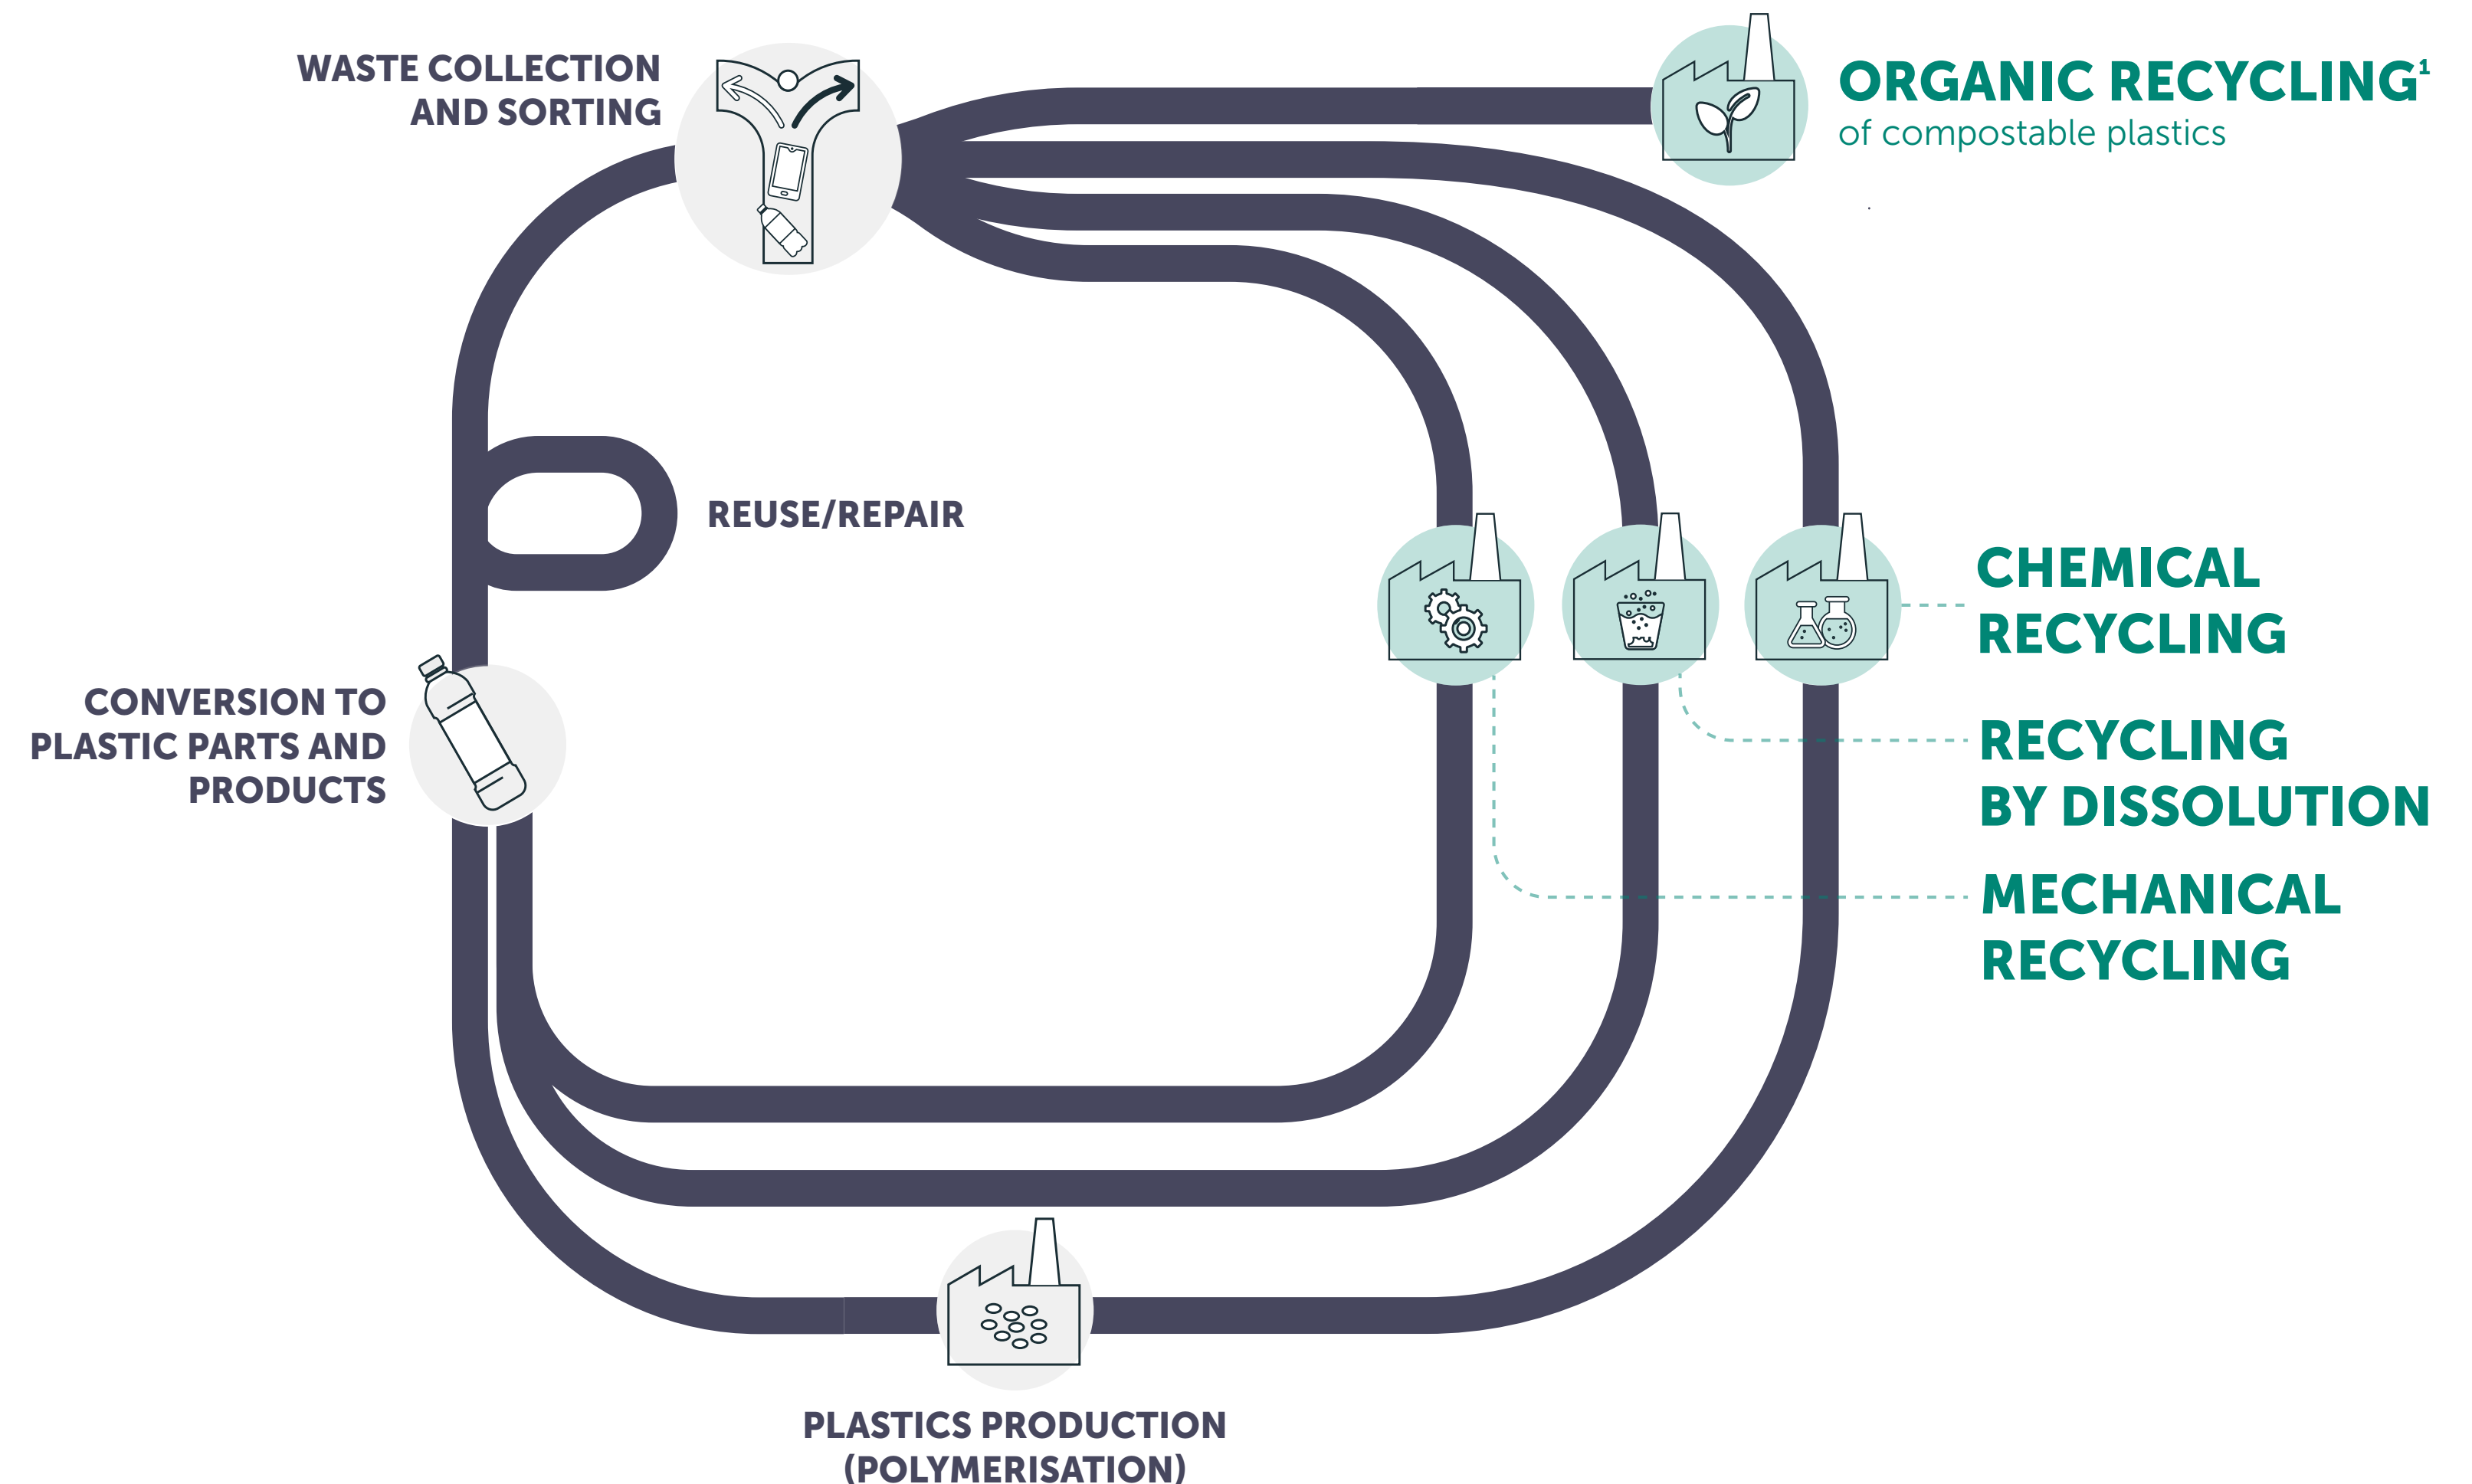 WASTE COLLECTION
AND SORTING
ORGANIC RECYCLING¹
of compostable plastics
REUSE/REPAIR
CHEMICAL
RECYCLING
CONVERSION TO
PLASTIC PARTS AND
PRODUCTS
RECYCLING
BY DISSOLUTION
MECHANICAL
RECYCLING
PLASTICS PRODUCTION
(POLYMERISATION)